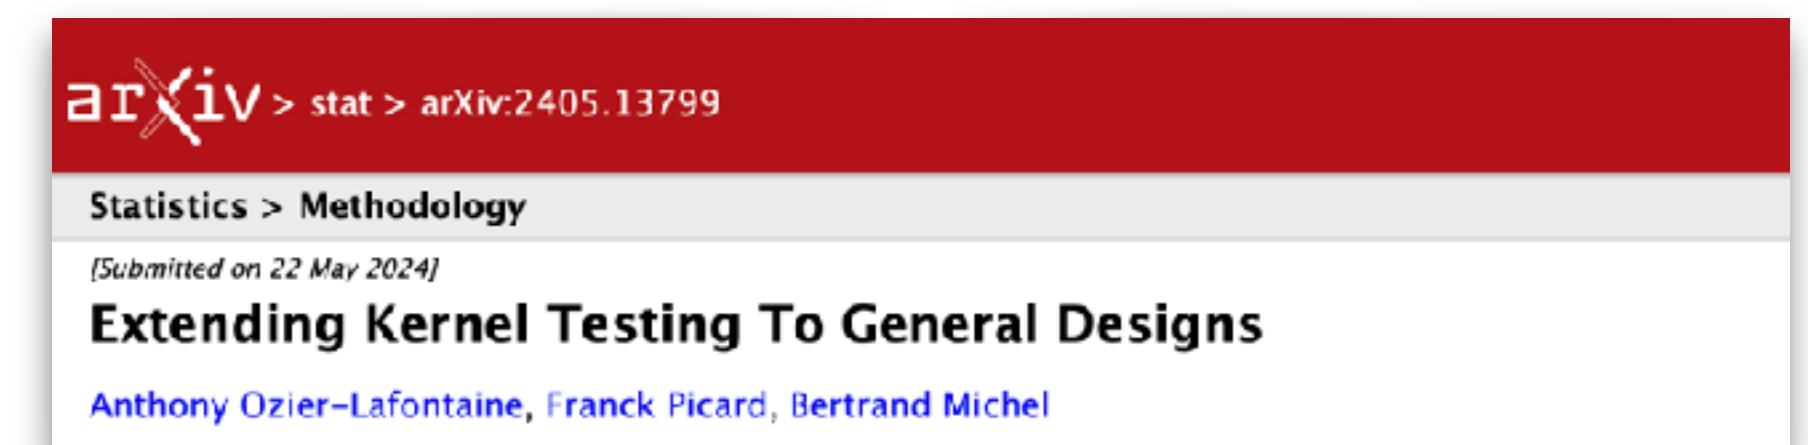 arXiv > stat > arXiv:2405.13799
Statistics > Methodology
[Submitted on 22 May 2024]
Extending Kernel Testing To General Designs
Anthony Ozier-Lafontaine, Franck Picard, Bertrand Michel